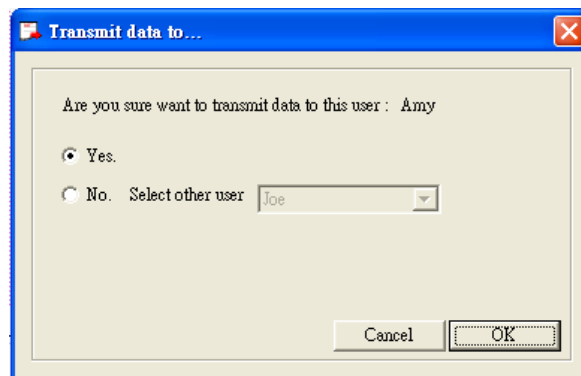 Transmit data to...
Are you sure want to transmit data to this user : Amy
Yes.
No. Select other user Joe
Cancel OK